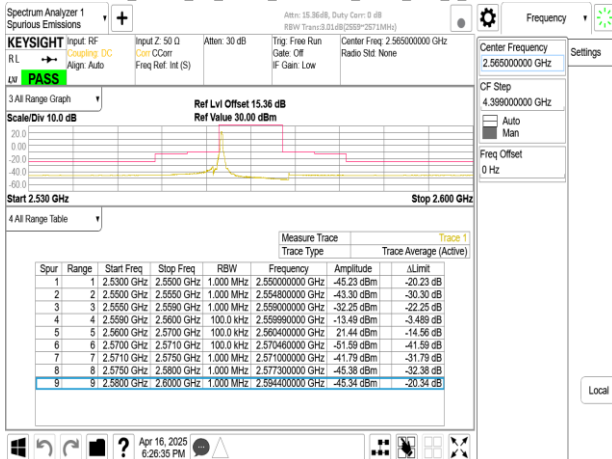 Spectrum Analyzer 1
Spurious Emissions
Attn: 15.36dB, Duty Corr: 0 dB
RBW Trans:3.01dB(2559~2571MHz)
Frequency
KEYSIGHT
RL
LXI
PASS
Input: RF
Coupling: DC
Align: Auto
Input Z: 50 Ω
Corr CCorr
Freq Ref: Int (S)
Atten: 30 dB
Trig: Free Run
Gate: Off
IF Gain: Low
Center Freq: 2.565000000 GHz
Radio Std: None
Center Frequency
2.565000000 GHz
Settings
CF Step
4.399000000 GHz
Auto
Man
Freq Offset
0 Hz
3 All Range Graph
Scale/Div 10.0 dB
Ref Lvl Offset 15.36 dB
Ref Value 30.00 dBm
20.0
0.00
-20.0
-40.0
-60.0
Start 2.530 GHz
Stop 2.600 GHz
4 All Range Table
Measure Trace Trace 1
Trace Type Trace Average (Active)
Spur Range Start Freq Stop Freq RBW Frequency Amplitude ΔLimit
1 1 2.5300 GHz 2.5500 GHz 1.000 MHz 2.550000000 GHz -45.23 dBm -20.23 dB
2 2 2.5500 GHz 2.5550 GHz 1.000 MHz 2.554800000 GHz -43.30 dBm -30.30 dB
3 3 2.5550 GHz 2.5590 GHz 1.000 MHz 2.559000000 GHz -32.25 dBm -22.25 dB
4 4 2.5590 GHz 2.5600 GHz 100.0 kHz 2.559990000 GHz -13.49 dBm -3.489 dB
5 5 2.5600 GHz 2.5700 GHz 100.0 kHz 2.560400000 GHz 21.44 dBm -14.56 dB
6 6 2.5700 GHz 2.5710 GHz 100.0 kHz 2.570460000 GHz -51.59 dBm -41.59 dB
7 7 2.5710 GHz 2.5750 GHz 1.000 MHz 2.571000000 GHz -41.79 dBm -31.79 dB
8 8 2.5750 GHz 2.5800 GHz 1.000 MHz 2.577300000 GHz -45.38 dBm -32.38 dB
9 9 2.5800 GHz 2.6000 GHz 1.000 MHz 2.594400000 GHz -45.34 dBm -20.34 dB
Local
Apr 16, 2025
6:26:35 PM